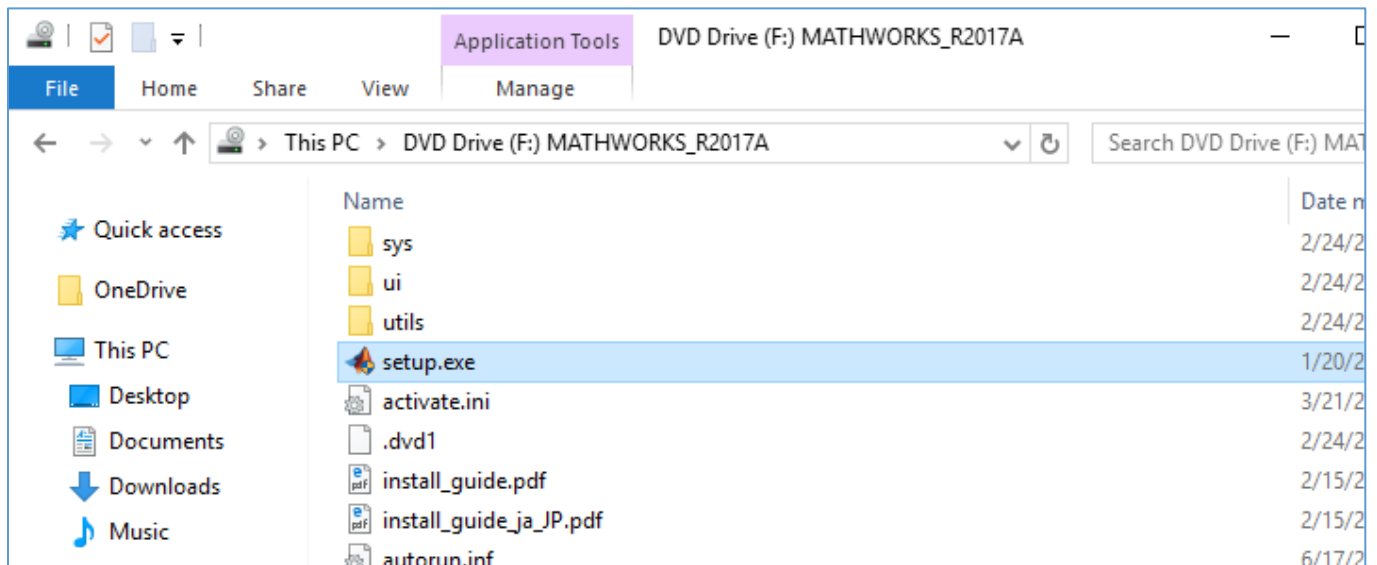 Application Tools DVD Drive (F:) MATHWORKS_R2017A
File Home Share View Manage
This PC > DVD Drive (F:) MATHWORKS_R2017A Search DVD Drive (F:) MAT
Name Date m
Quick access
OneDrive
This PC
Desktop
Documents
Downloads
Music
sys 2/24/2
ui 2/24/2
utils 2/24/2
setup.exe 1/20/2
activate.ini 3/21/2
.dvd1 2/24/2
install_guide.pdf 2/15/2
install_guide_ja_JP.pdf 2/15/2
autorun.inf 6/17/2